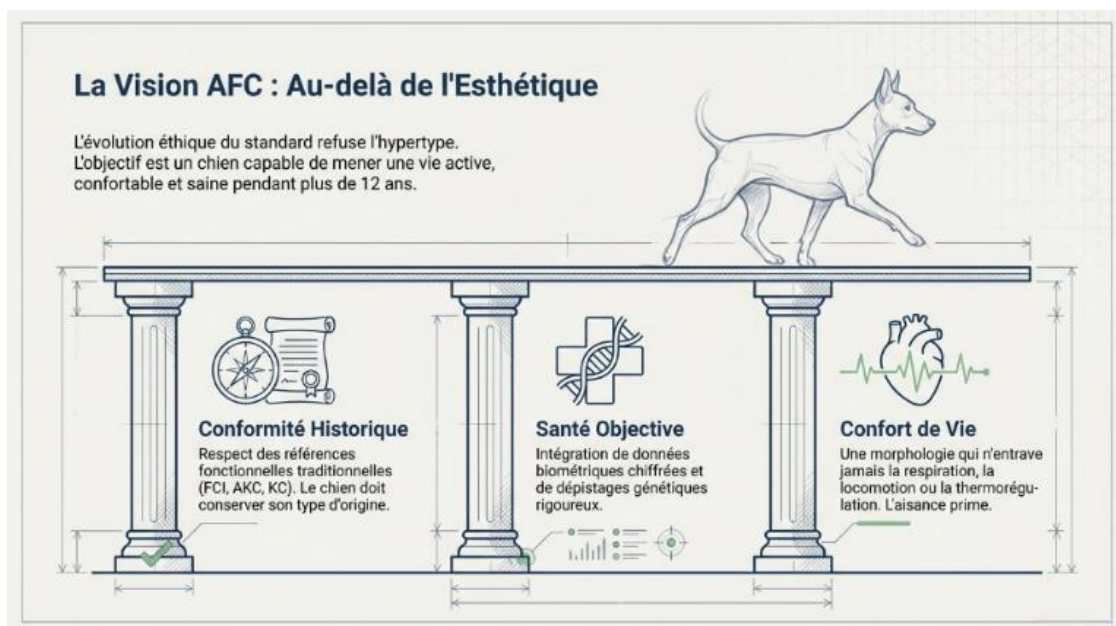 La Vision AFC : Au-delà de l'Esthétique
L'évolution éthique du standard refuse l'hypertype.
L'objectif est un chien capable de mener une vie active,
confortable et saine pendant plus de 12 ans.
Conformité Historique
Respect des références
fonctionnelles traditionnelles
(FCI, AKC, KC). Le chien doit
conserver son type d'origine.
Santé Objective
Intégration de données
biométriques chiffrées et
de dépistages génétiques
rigoureux.
Confort de Vie
Une morphologie qui n'entrave
jamais la respiration, la
locomotion ou la thermorégu-
lation. L'aisance prime.